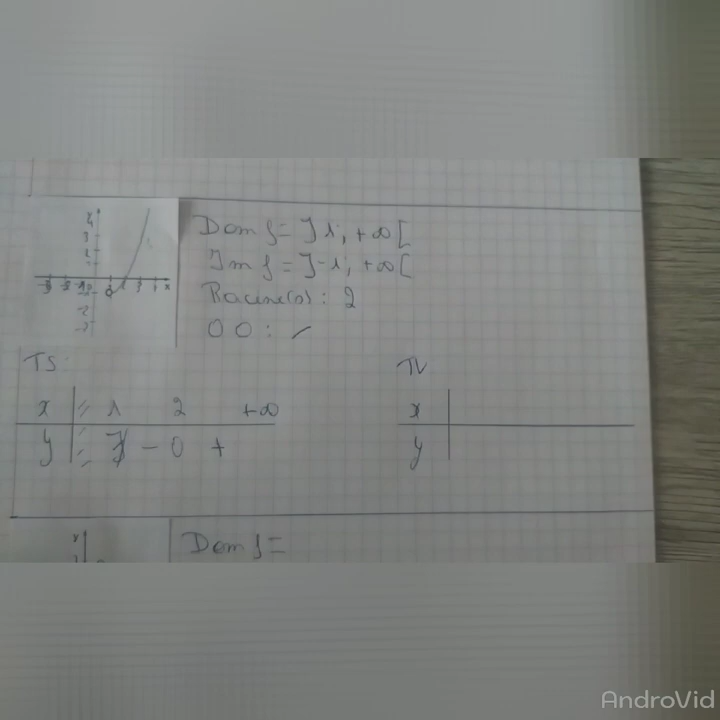 Dom f = ]1; +∞[
Im f = ]-1; +∞[
Racine(s) : 2
OO : /
TS:
x 1 2 +∞
y - 0 +
TV
x
y
Dom f =
AndroVid